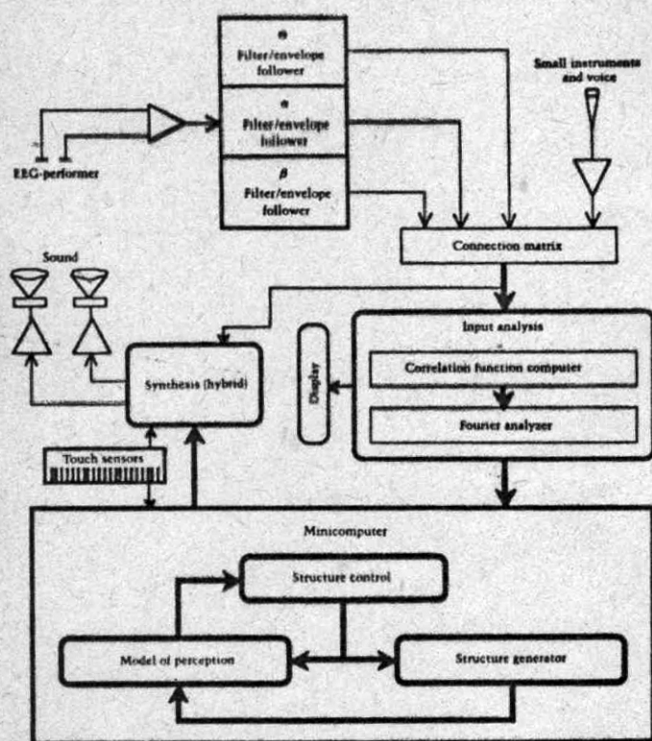 Θ
Filter/envelope
follower
α
Filter/envelope
follower
β
Filter/envelope
follower
Small instruments
and voice
EEG-performer
Connection matrix
Sound
Input analysis
Correlation function computer
Fourier analyzer
Display
Synthesis (hybrid)
Touch sensors
Minicomputer
Structure control
Model of perception
Structure generator